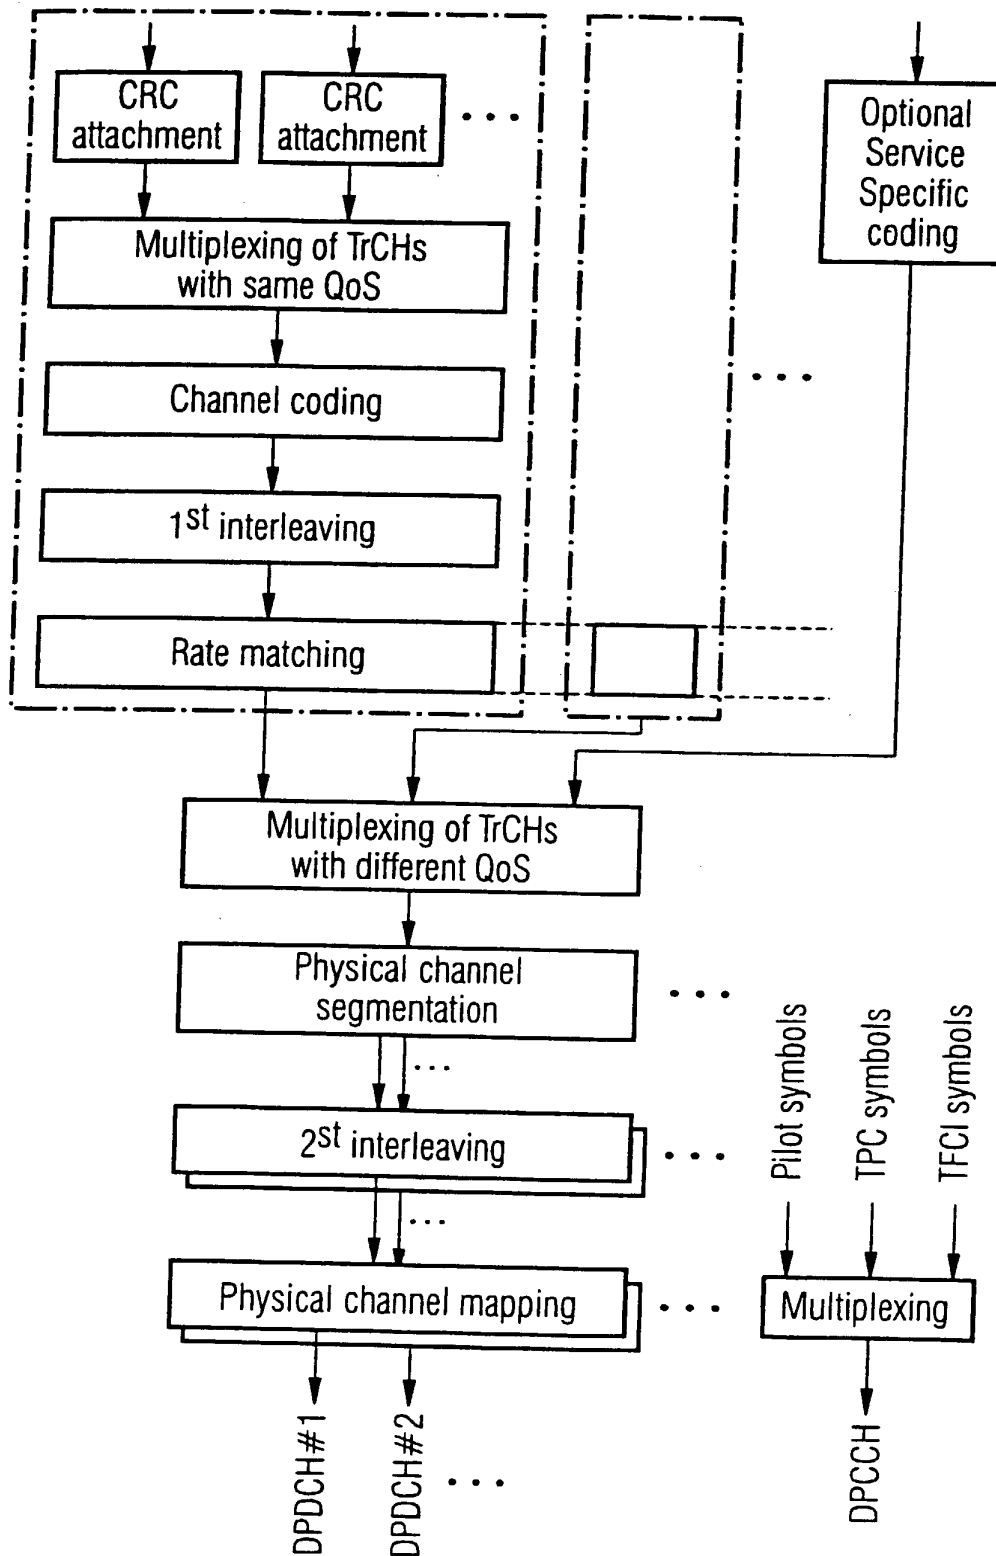 CRC
attachment
CRC
attachment
Optional
Service
Specific
coding
Multiplexing of TrCHs
with same QoS
Channel coding
1st interleaving
Rate matching
Multiplexing of TrCHs
with different QoS
Physical channel
segmentation
2st interleaving
Physical channel mapping
Pilot symbols
TPC symbols
TFCI symbols
Multiplexing
DPDCH#1
DPDCH#2
DPCCH